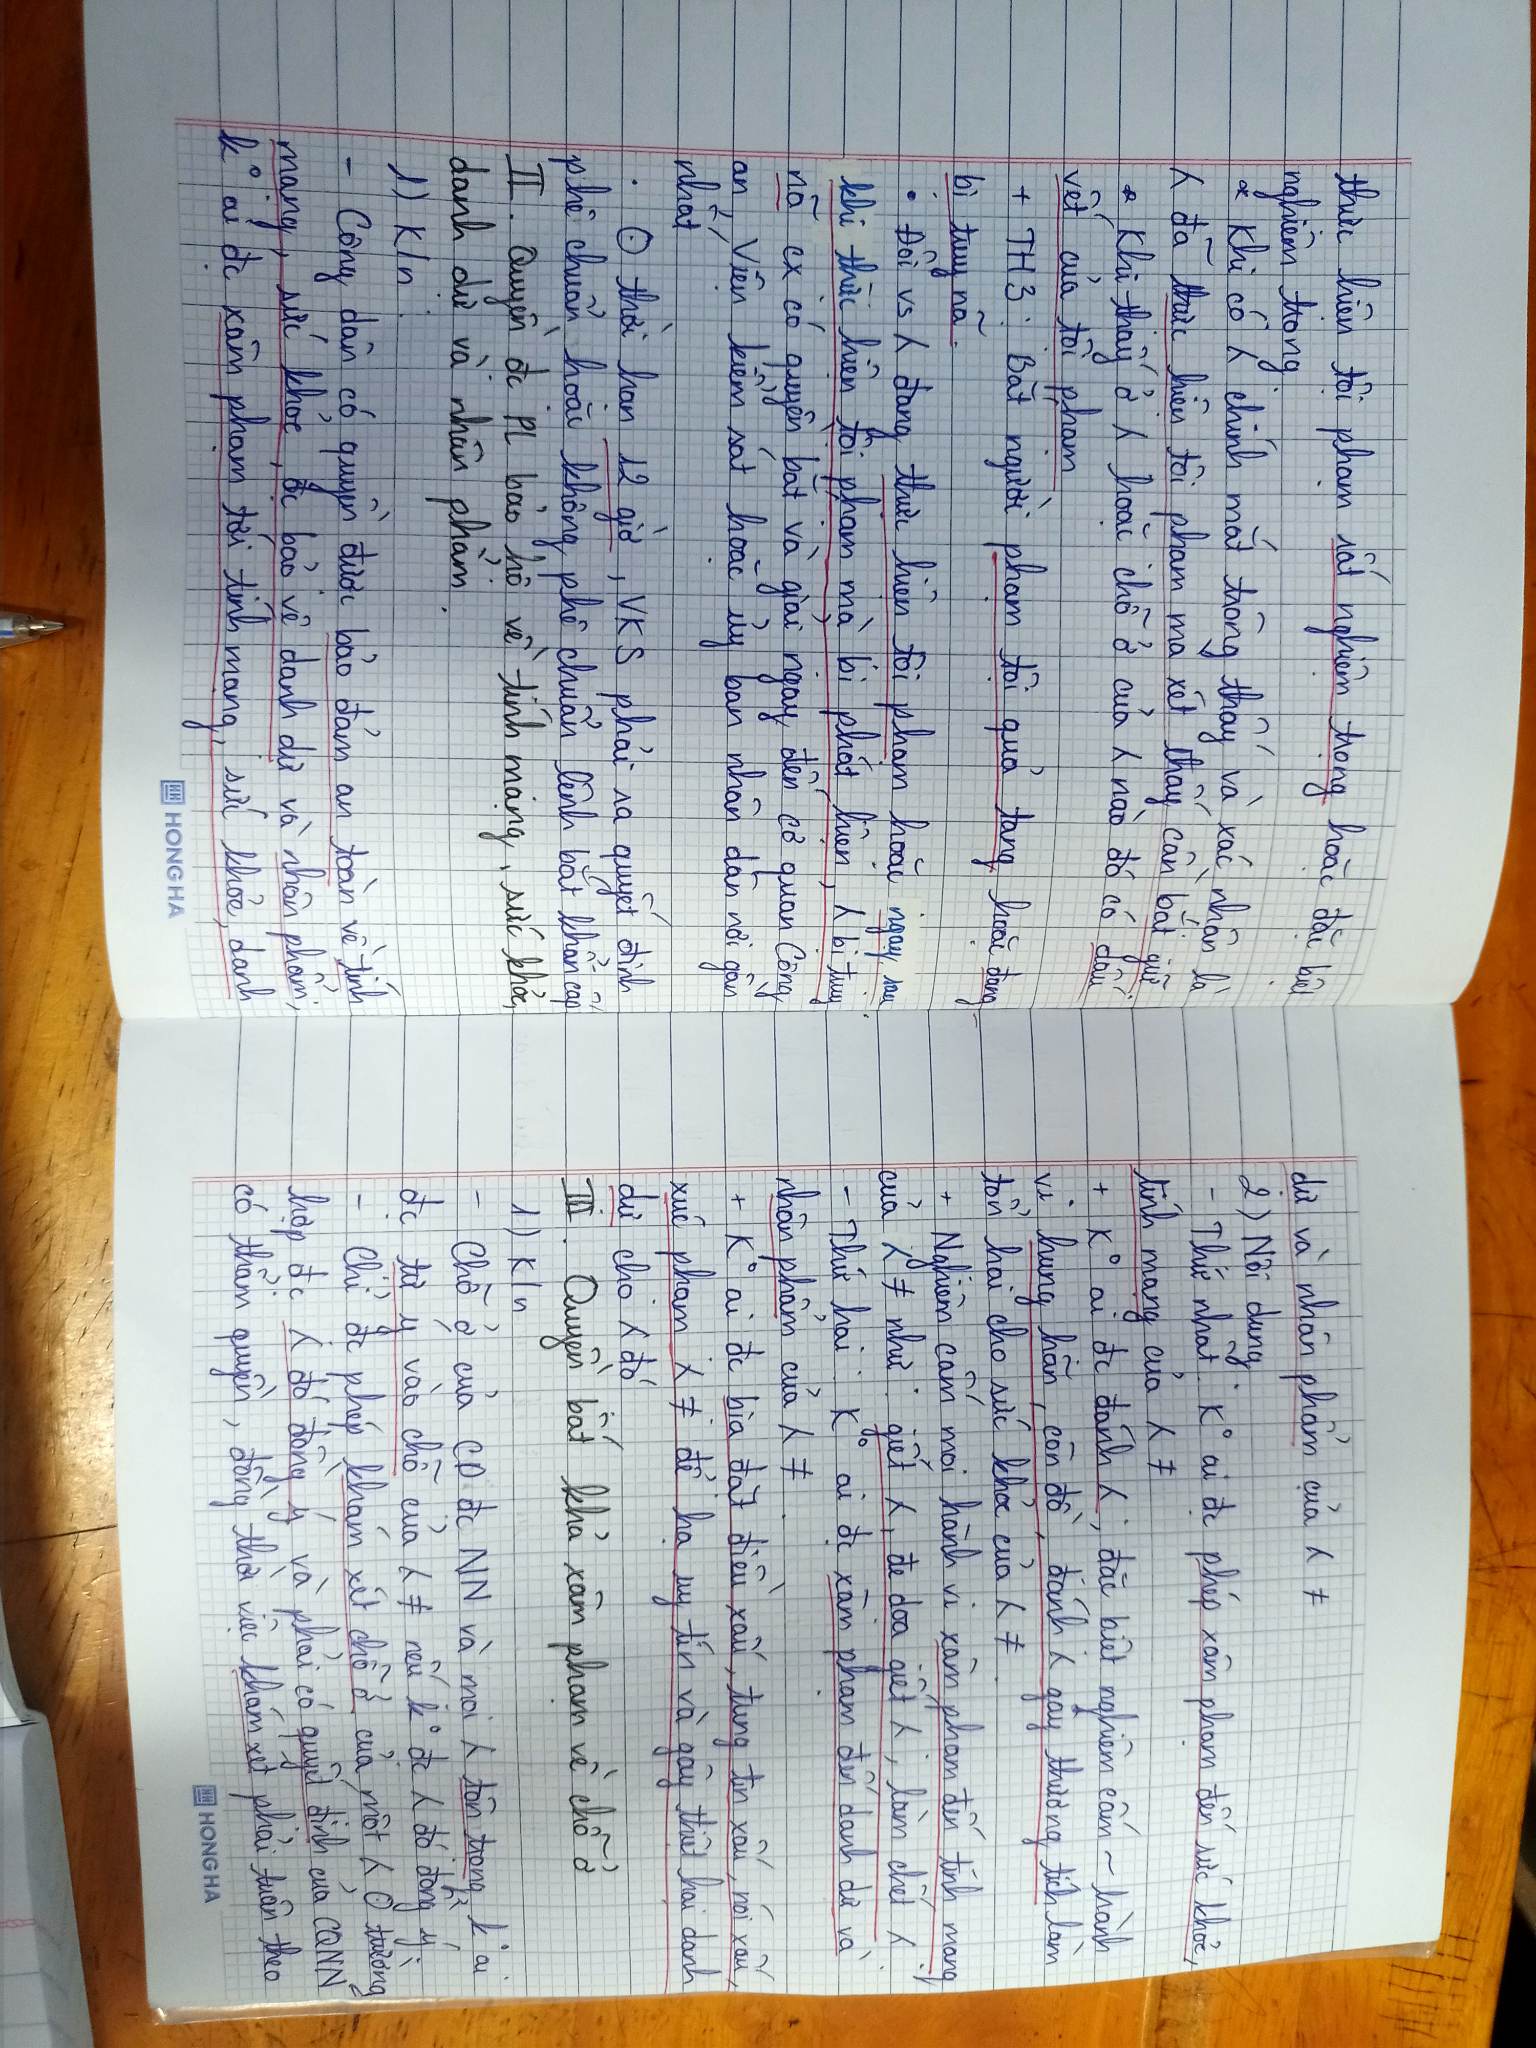 thực hiện tội phạm rất nghiêm trọng hoặc đặc biệt
nghiêm trọng.
* Khi có λ chính mắt trông thấy và xác nhận là
λ đã thực hiện tội phạm mà xét thấy cần bắt giữ.
* Khi thấy ở λ hoặc chỗ ở của λ nào đó có dấu
vết của tội phạm
+ TH3: Bắt người phạm tội quả tang hoặc đang
bị truy nã.
• Đối vs λ đang thực hiện tội phạm hoặc ngay sau
khi thực hiện tội phạm mà bị phát hiện, λ bị truy
nã cx có quyền bắt và giải ngay đến cơ quan Công
an, Viện kiểm sát hoặc ủy ban nhân dân nơi gần
nhất
• ⊙ thời hạn 12 giờ, VKS phải ra quyết định
phê chuẩn hoặc không phê chuẩn lệnh bắt khẩn cấp
II. Quyền đc PL bảo hộ về tính mạng, sức khỏe,
danh dự và nhân phẩm.
1) K/n:
- Công dân có quyền được bảo đảm an toàn về tính
mạng, sức khỏe, đc bảo vệ danh dự và nhân phẩm;
k° ai đc xâm phạm tới tính mạng, sức khỏe, danh
HONG HA
dự và nhân phẩm của λ ≠
2) Nội dung
- Thứ nhất: K° ai đc phép xâm phạm đến sức khỏe,
tính mạng của λ ≠
+ K° ai đc đánh λ; đặc biệt nghiêm cấm ~ hành
vi hung hãn, côn đồ, đánh λ gây thương tích làm
tổn hại cho sức khỏe của λ ≠.
+ Nghiêm cấm mọi hành vi xâm phạm đến tính mạng
của λ ≠ như: giết λ, đe dọa giết λ, làm chết λ.
- Thứ hai: K° ai đc xâm phạm đến danh dự và
nhân phẩm của λ ≠.
+ K° ai đc bịa đặt điều xấu, tung tin xấu, nói xấu,
xúc phạm λ ≠ để hạ uy tín và gây thiệt hại danh
dự cho λ đó
III. Quyền bất khả xâm phạm về chỗ ở
1) K/n
- Chỗ ở của CD đc NN và mọi λ tôn trọng, k° ai
đc tự ý vào chỗ của λ ≠ nếu k° đc λ đó đồng ý.
- Chỉ đc phép khám xét chỗ ở của một λ ⊙ trường
hợp đc λ đó đồng ý và phải có quyết định của CQNN
có thẩm quyền, đồng thời việc khám xét phải tuân theo
HONG HA